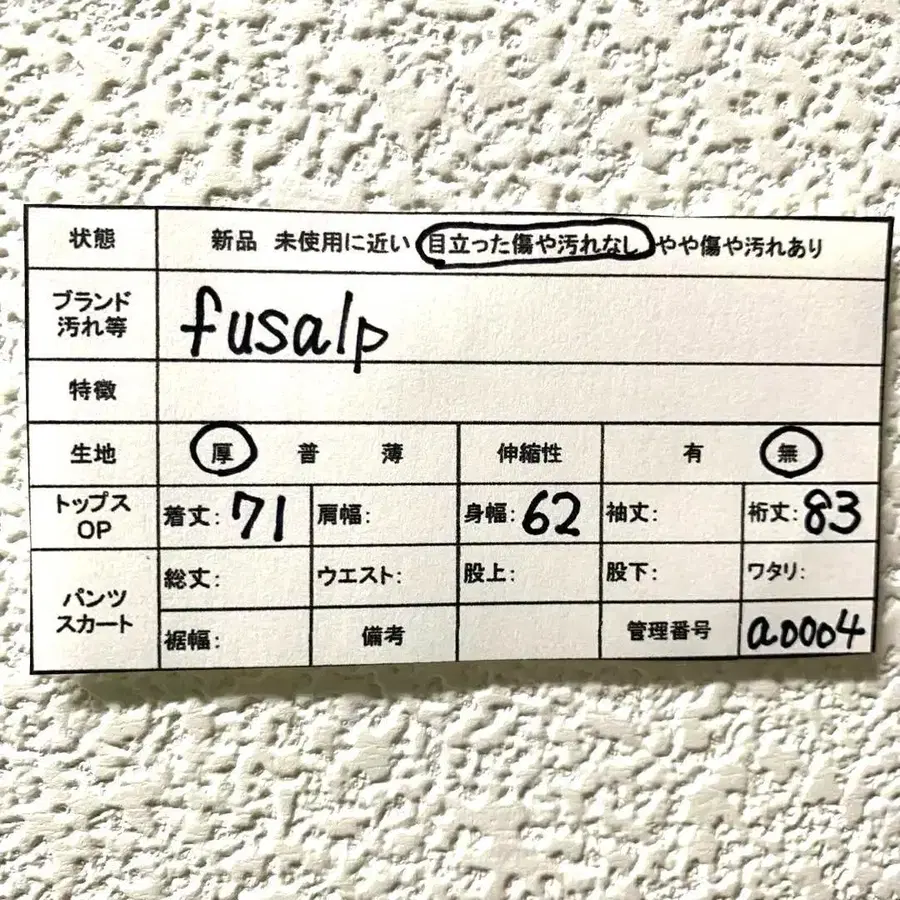 状態 新品 未使用に近い 目立った傷や汚れなし やや傷や汚れあり
ブランド
汚れ等 fusalp
特徴
生地 厚 普 薄 伸縮性 有 無
トップス
OP 着丈: 71 肩幅: 身幅: 62 袖丈: 裄丈: 83
パンツ
スカート 総丈: ウエスト: 股上: 股下: ワタリ:
裾幅: 備考 管理番号 a0004